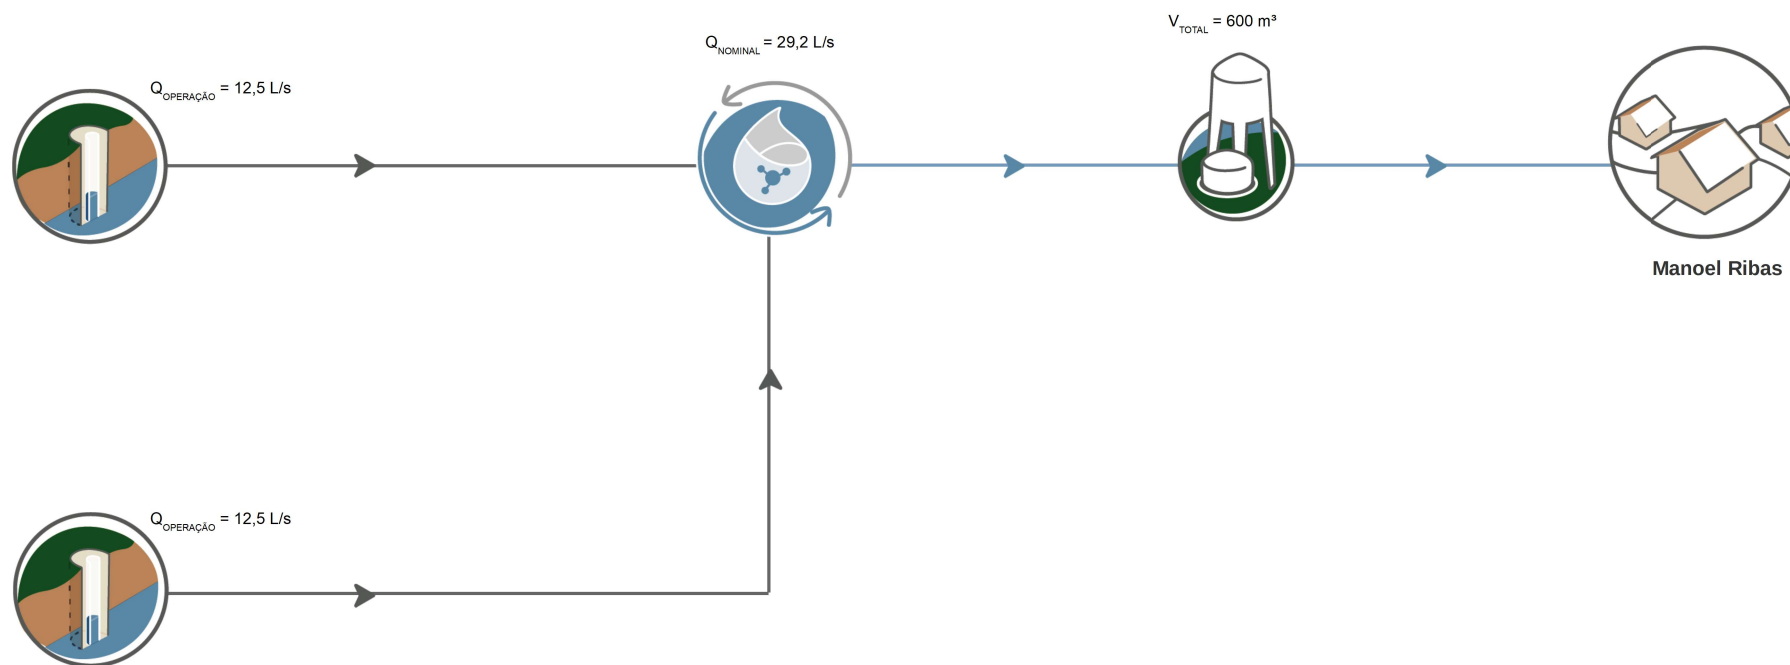 V_TOTAL = 600 m³
Q_NOMINAL = 29,2 L/s
Q_OPERAÇÃO = 12,5 L/s
Manoel Ribas
Q_OPERAÇÃO = 12,5 L/s